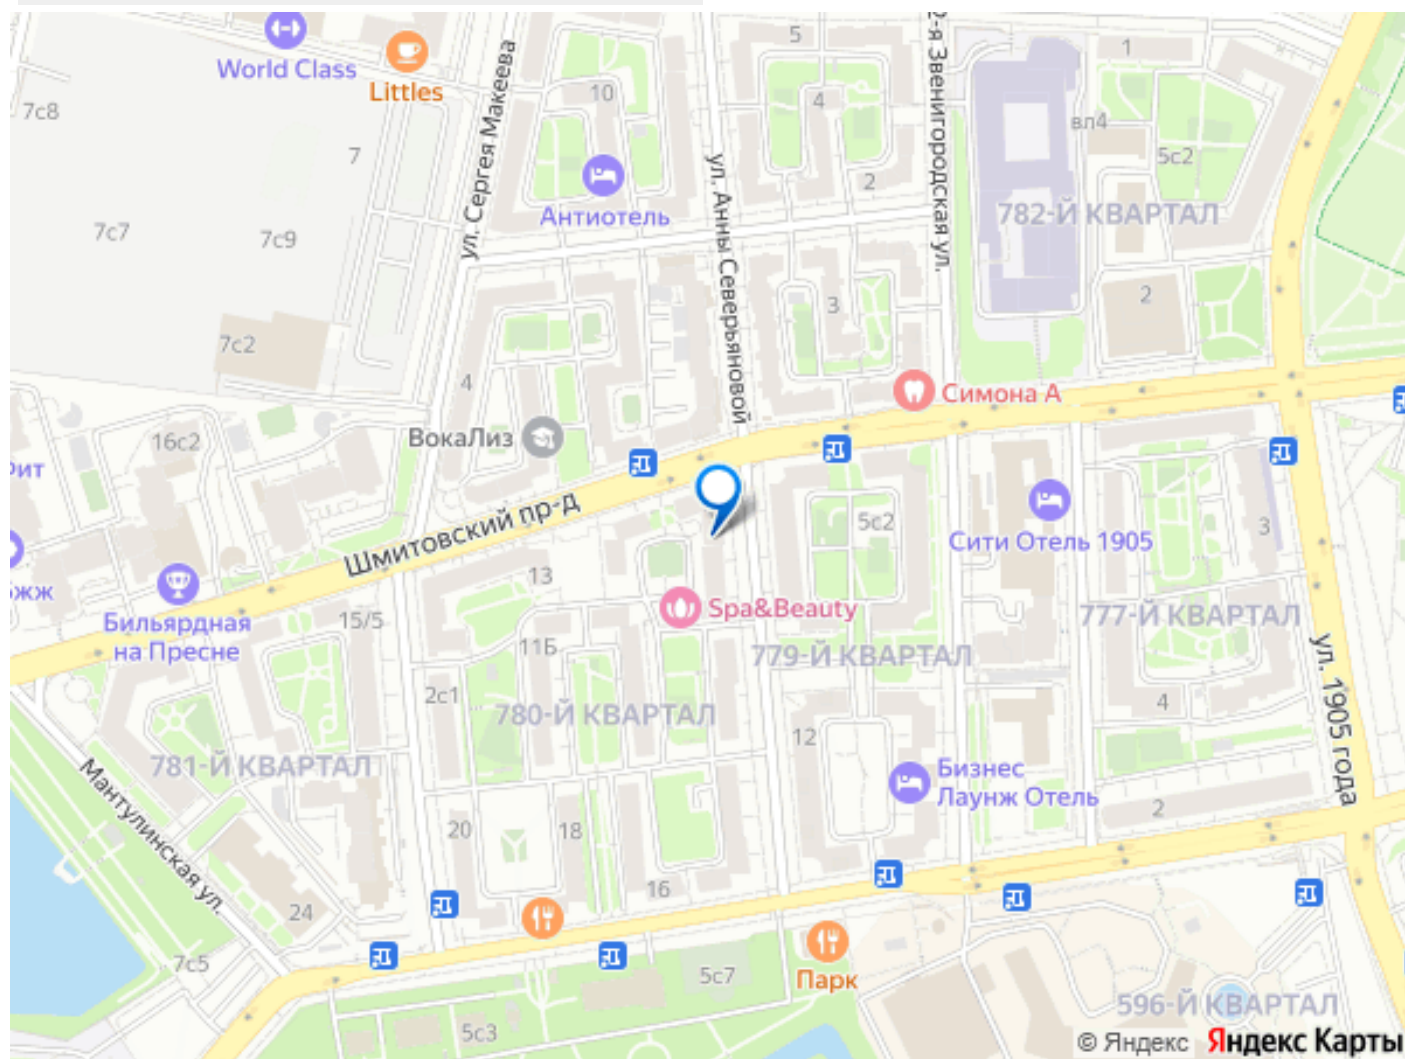 World Class
Littles
ул. Сергея Макеева
7с8
7
7с7
7с9
7с2
10
5
4
2
ул. Анны Северьяновой
2-я Звенигородская ул.
1
вл4
5с2
Антиотель
782-Й КВАРТАЛ
3
2
4
Симона А
ВокаЛиз
16с2
Шмитовский пр-д
5с2
Сити Отель 1905
3
Бильярдная
на Пресне
15/5
13
11Б
Spa&Beauty
779-Й КВАРТАЛ
777-Й КВАРТАЛ
ул. 1905 года
2с1
780-Й КВАРТАЛ
781-Й КВАРТАЛ
12
4
Мантулинская ул.
Бизнес
Лаунж Отель
2
20
18
16
24
7с5
5с7
Парк
5с3
596-Й КВАРТАЛ
© Яндекс Яндекс Карты